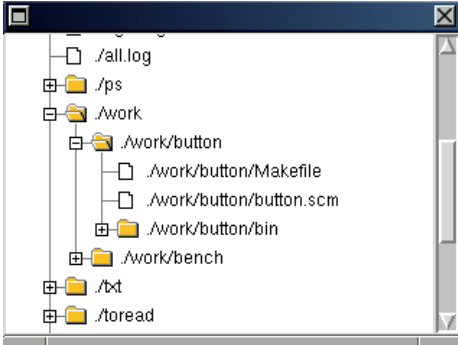 ./all.log
./ps
./work
./work/button
./work/button/Makefile
./work/button/button.scm
./work/button/bin
./work/bench
./txt
./toread